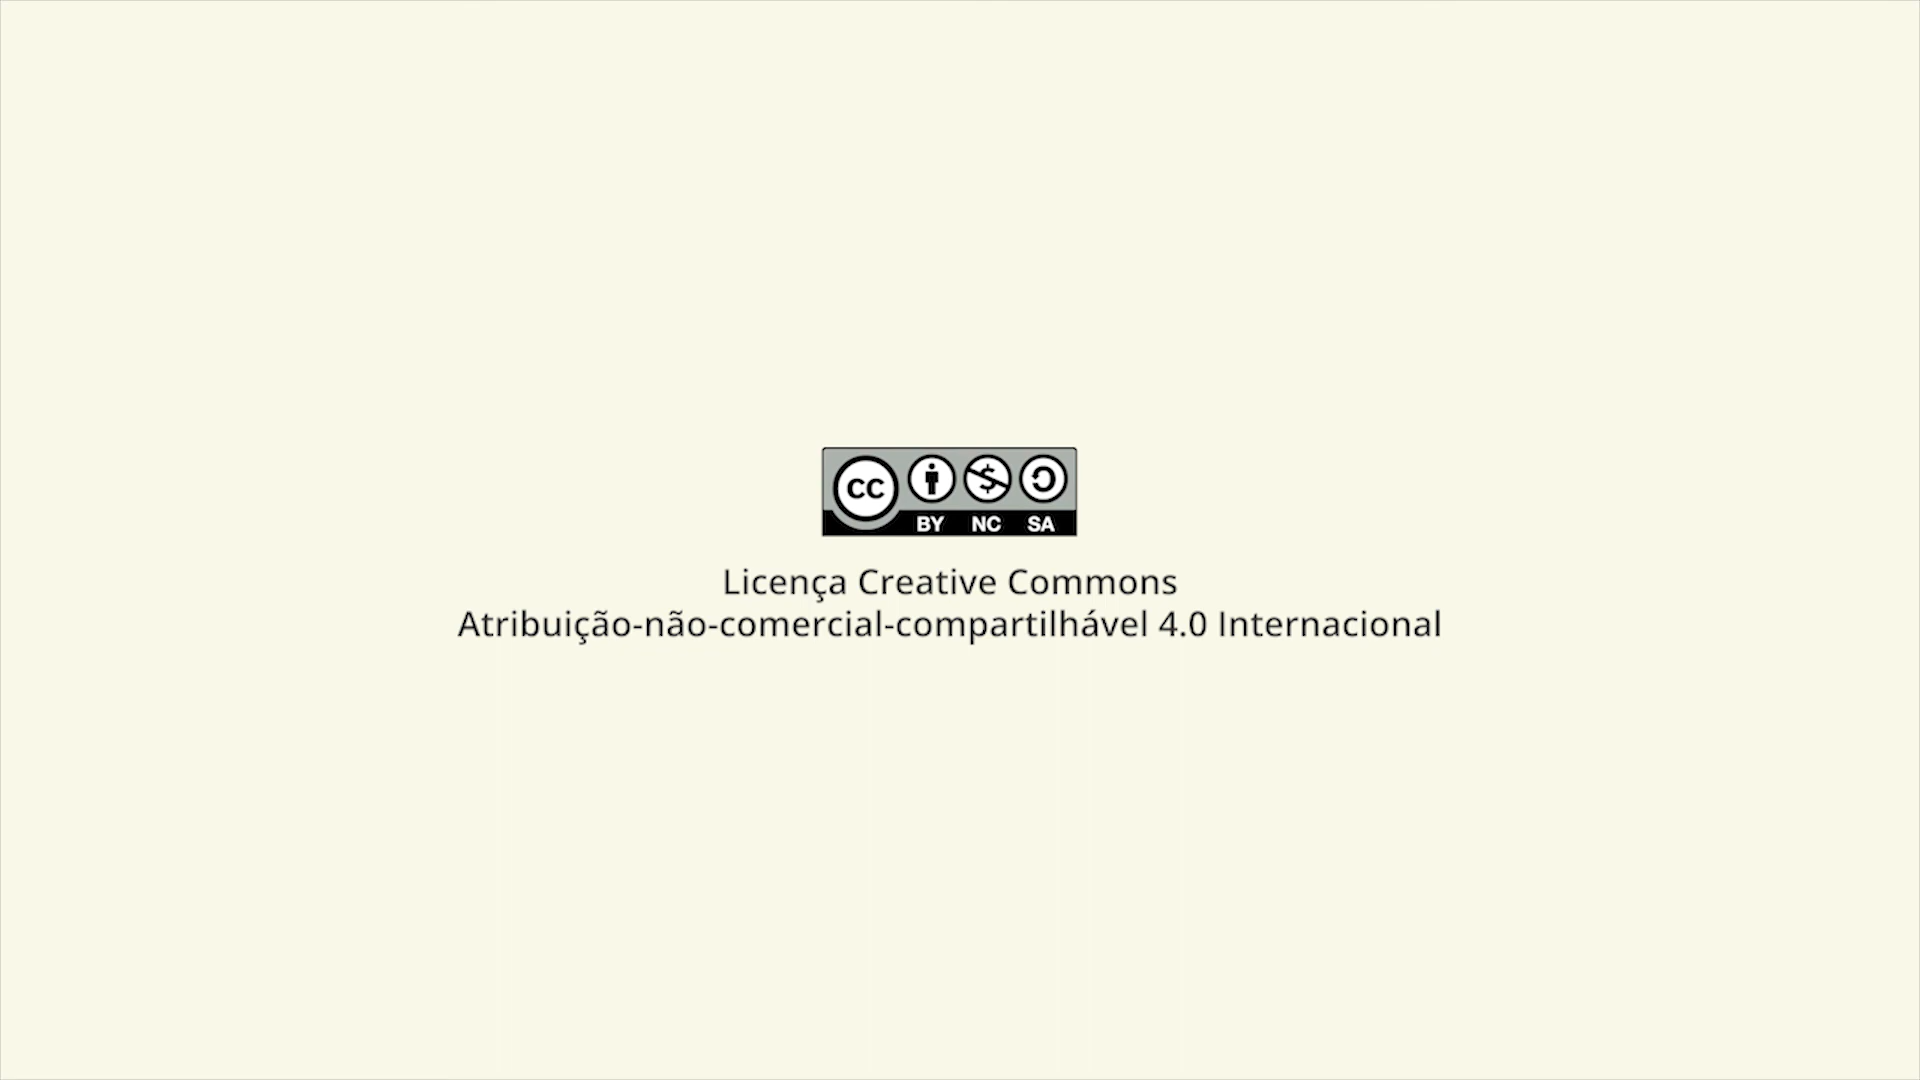 cc
BY NC SA
Licença Creative Commons
Atribuição-não-comercial-compartilhável 4.0 Internacional